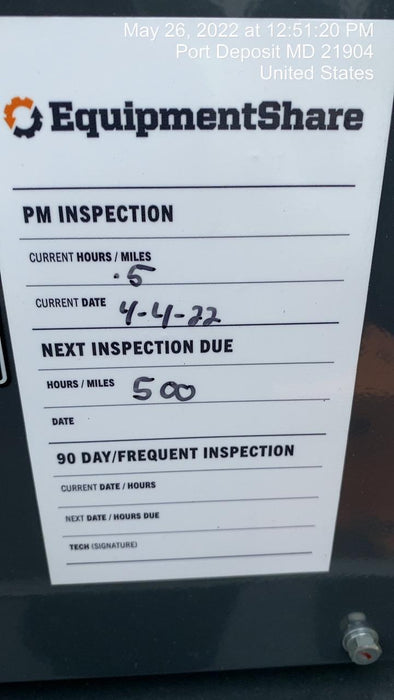 May 26, 2022 at 12:51:20 PM
Port Deposit MD 21904
United States
EquipmentShare
PM INSPECTION
CURRENT HOURS / MILES
.5
CURRENT DATE 4-4-22
NEXT INSPECTION DUE
HOURS / MILES 500
DATE
90 DAY/FREQUENT INSPECTION
CURRENT DATE / HOURS
NEXT DATE / HOURS DUE
TECH (SIGNATURE)